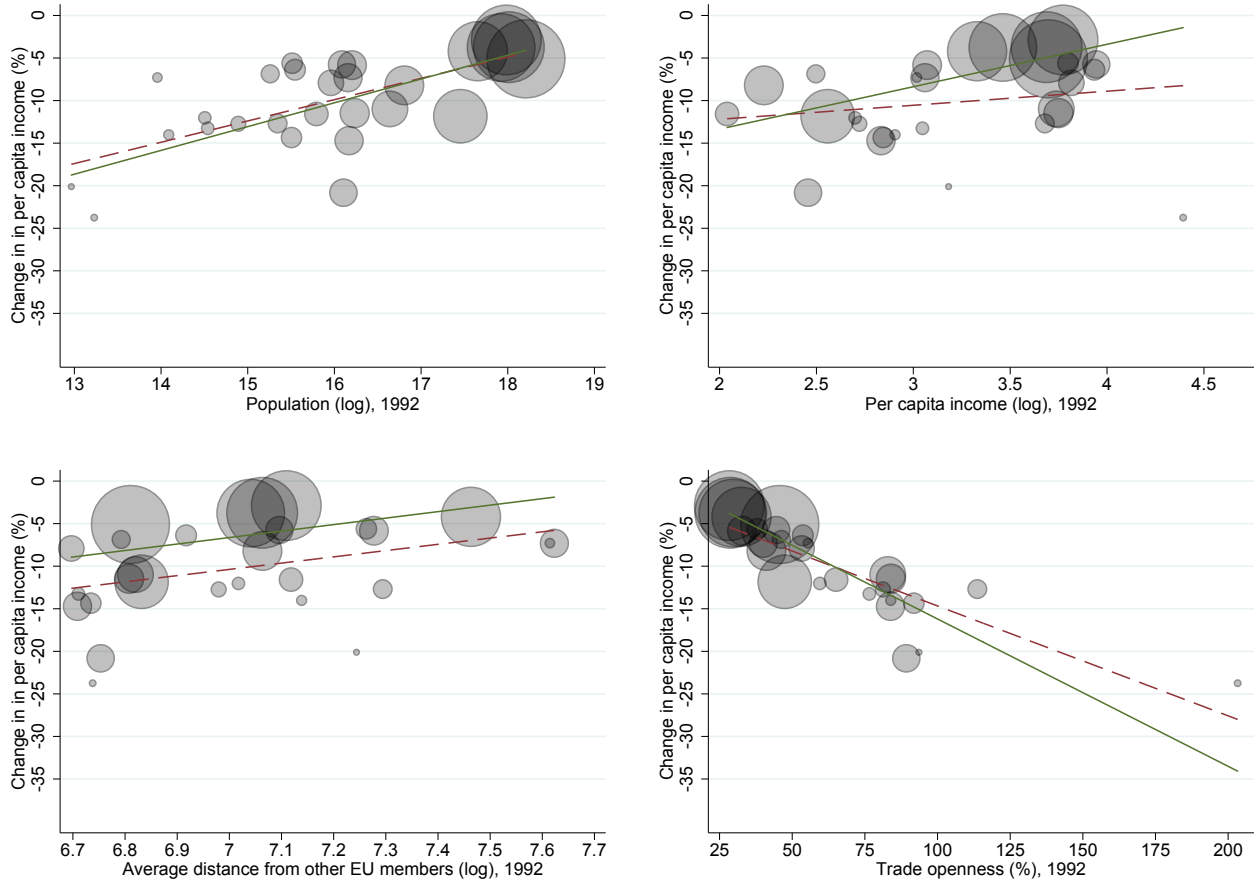 Change in in per capita income (%)
0
-5
-10
-15
-20
-25
-30
-35
13 14 15 16 17 18 19
Population (log), 1992
Change in in per capita income (%)
0
-5
-10
-15
-20
-25
-30
-35
2 2.5 3 3.5 4 4.5
Per capita income (log), 1992
Change in in per capita income (%)
0
-5
-10
-15
-20
-25
-30
-35
6.7 6.8 6.9 7 7.1 7.2 7.3 7.4 7.5 7.6 7.7
Average distance from other EU members (log), 1992
Change in in per capita income (%)
0
-5
-10
-15
-20
-25
-30
-35
25 50 75 100 125 150 175 200
Trade openness (%), 1992